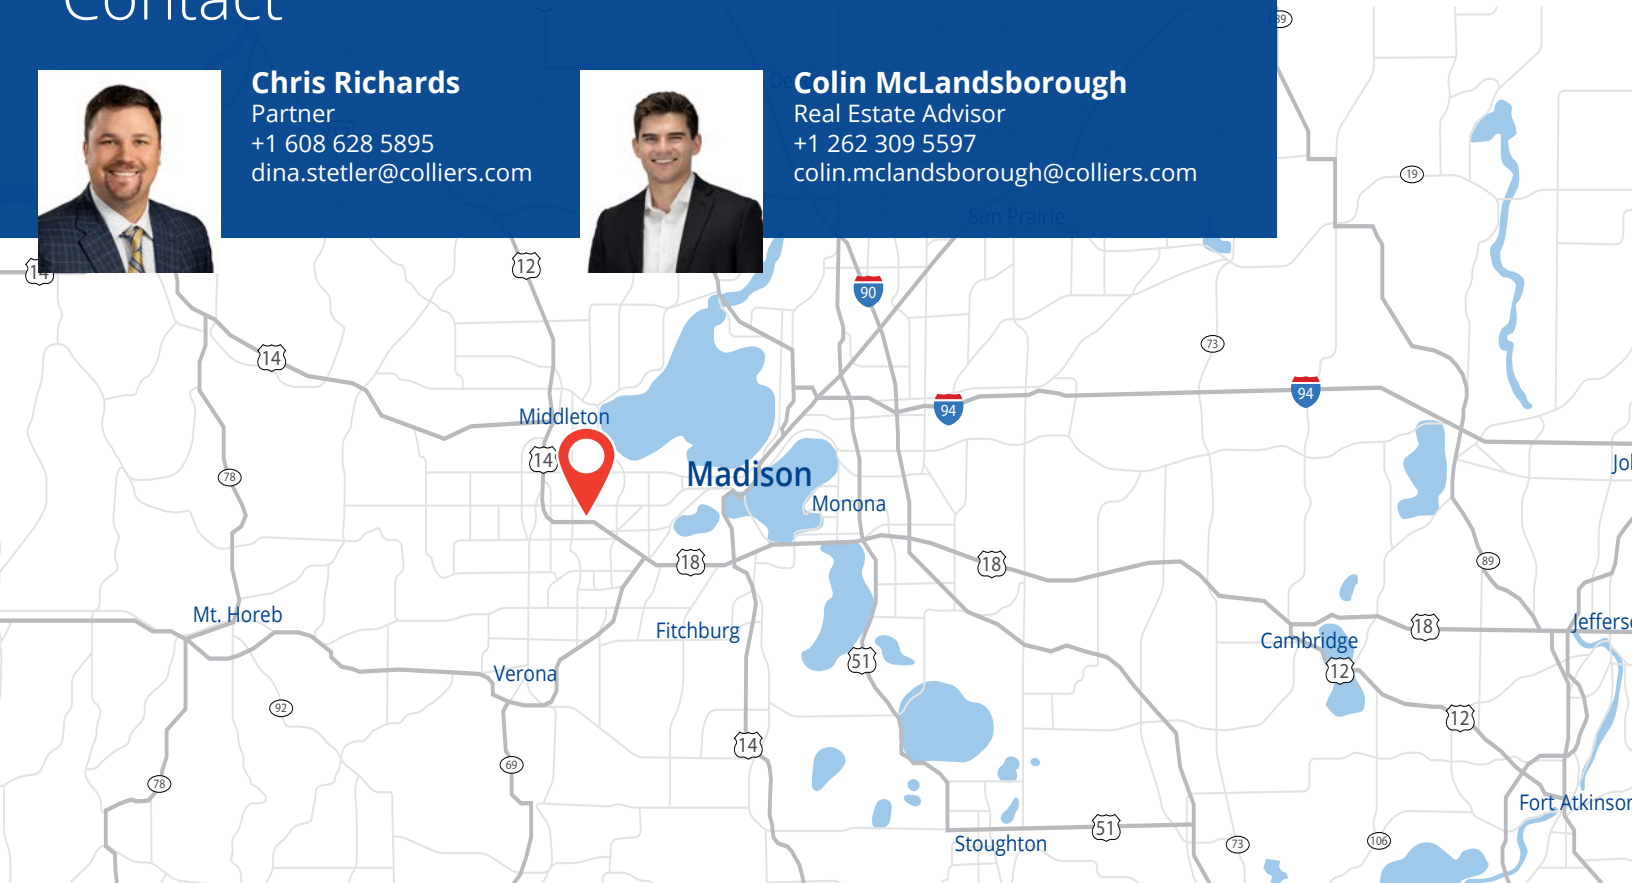 Contact
Chris Richards
Partner
+1 608 628 5895
dina.stetler@colliers.com
Colin McLandsborough
Real Estate Advisor
+1 262 309 5597
colin.mclandsborough@colliers.com
89
19
Sun Prairie
14
12
90
73
14
94
94
Middleton
14
Madison
78
Monona
18
18
89
Mt. Horeb
Fitchburg
Cambridge
18
51
12
Verona
92
12
14
69
78
Fort Atkinson
51
Stoughton
73
106